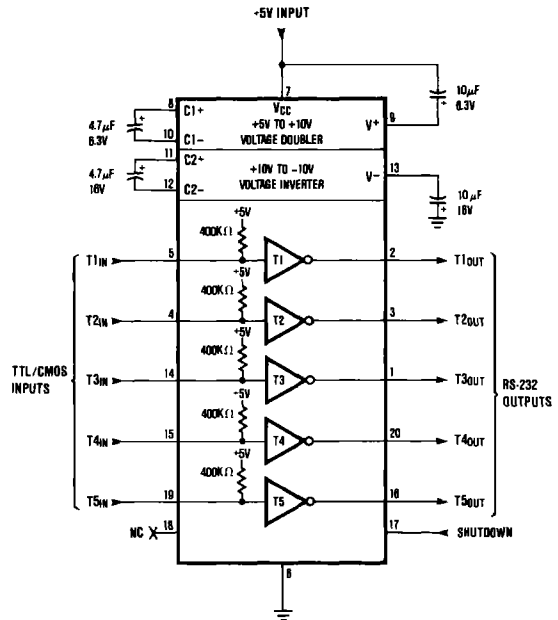 +5V INPUT
7
VCC
+5V TO +10V
VOLTAGE DOUBLER
8
C1+
4.7µF
6.3V
10
C1-
11
C2+
4.7µF
16V
12
C2-
+10V TO -10V
VOLTAGE INVERTER
V+
9
10µF
6.3V
V-
13
10µF
16V
TTL/CMOS
INPUTS
RS-232
OUTPUTS
+5V
400KΩ
T1IN
5
T1
2
T1OUT
+5V
400KΩ
T2IN
4
T2
3
T2OUT
+5V
400KΩ
T3IN
14
T3
1
T3OUT
+5V
400KΩ
T4IN
15
T4
20
T4OUT
+5V
400KΩ
T5IN
19
T5
16
T5OUT
NC
18
17
SHUTDOWN
6